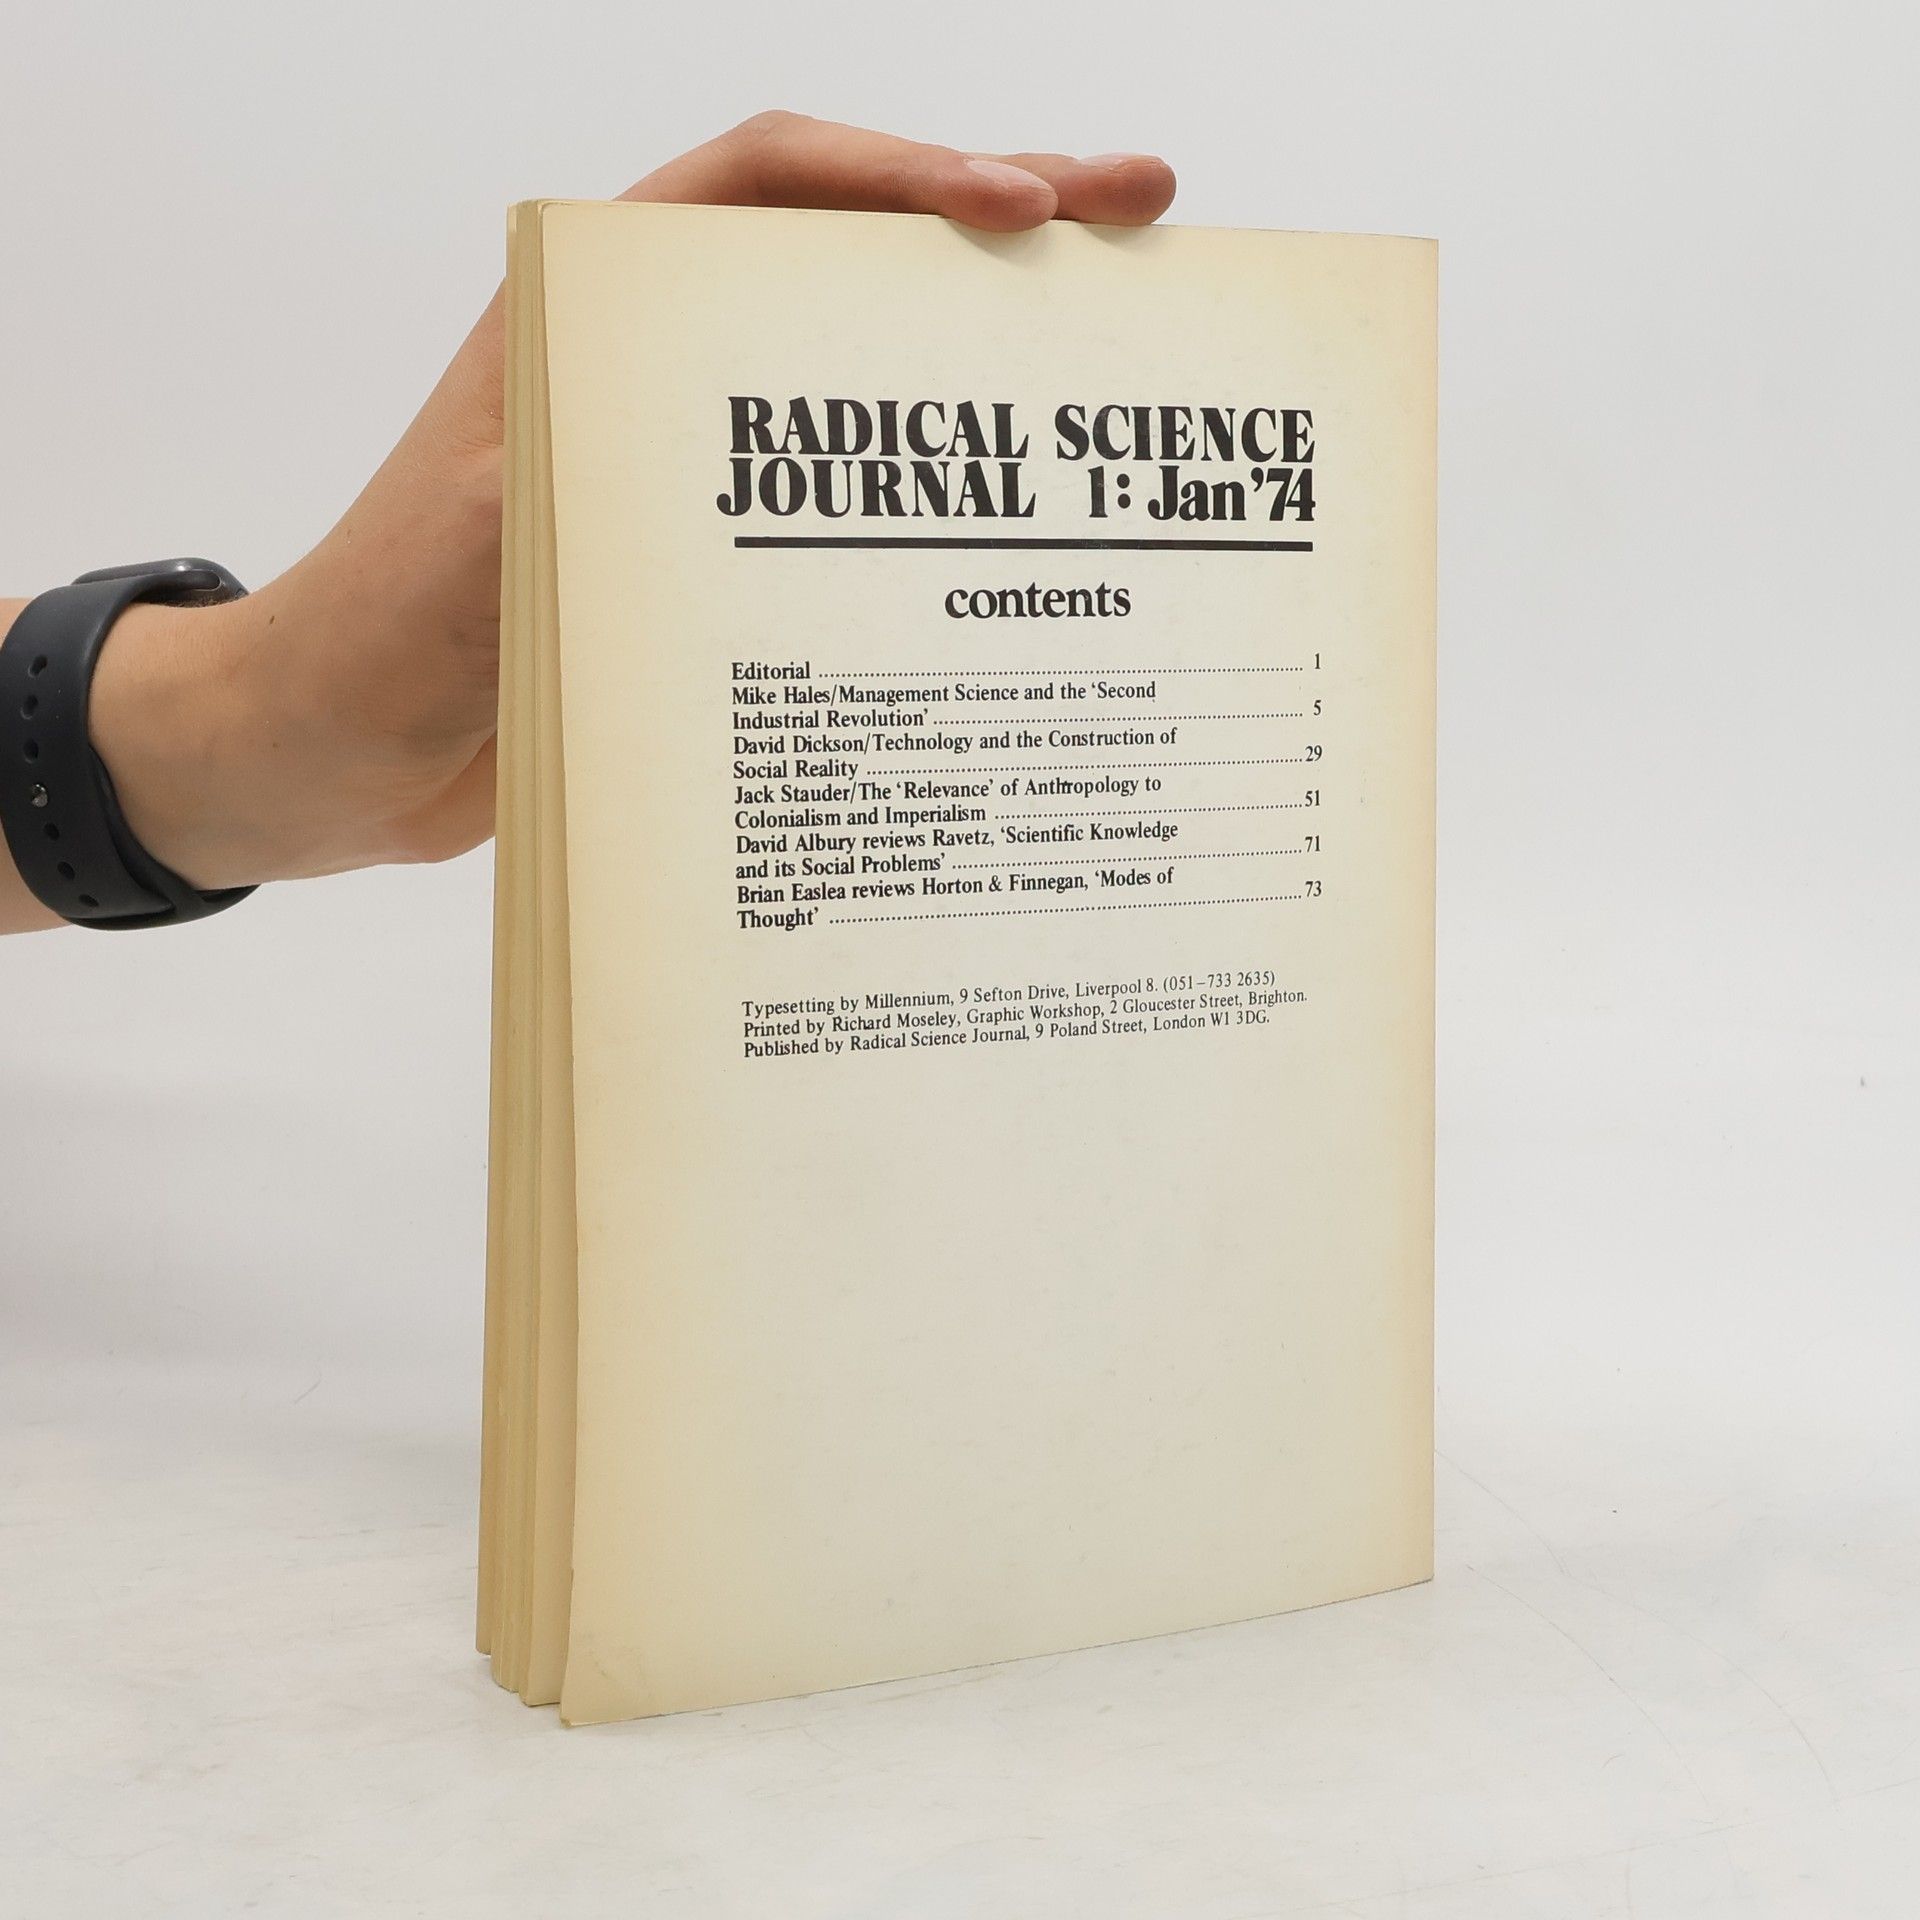 RADICAL SCIENCE
JOURNAL 1: Jan '74
contents
Editorial ........................................................................................ 1
Mike Hales/Management Science and the ‘Second
Industrial Revolution’ ................................................................... 5
David Dickson/Technology and the Construction of
Social Reality ................................................................................29
Jack Stauder/The ‘Relevance’ of Anthropology to
Colonialism and Imperialism ........................................................51
David Albury reviews Ravetz, ‘Scientific Knowledge
and its Social Problems’ ................................................................71
Brian Easlea reviews Horton & Finnegan, ‘Modes of
Thought’ .......................................................................................73
Typesetting by Millennium, 9 Sefton Drive, Liverpool 8. (051–733 2635)
Printed by Richard Moseley, Graphic Workshop, 2 Gloucester Street, Brighton.
Published by Radical Science Journal, 9 Poland Street, London W1 3DG.